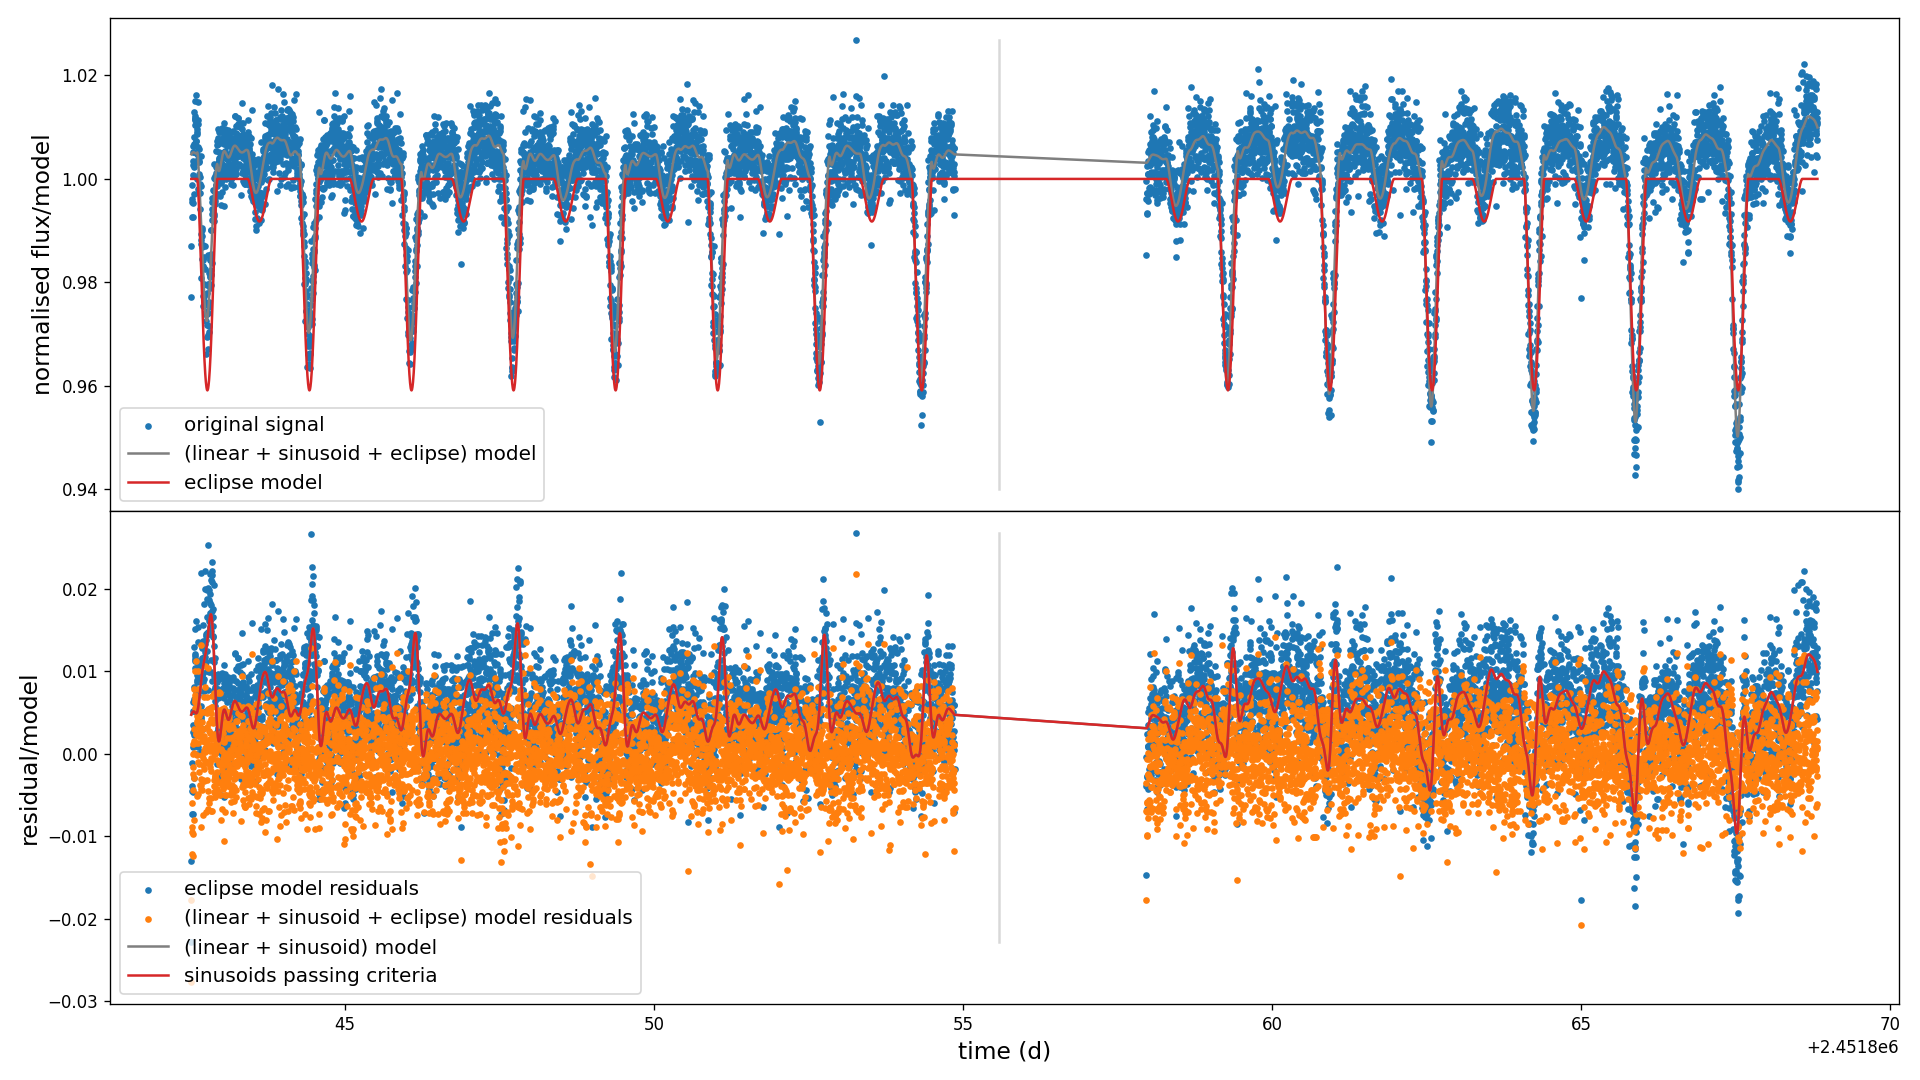 normalised flux/model
1.02
1.00
0.98
0.96
0.94
original signal
(linear + sinusoid + eclipse) model
eclipse model
residual/model
0.02
0.01
0.00
−0.01
−0.02
−0.03
eclipse model residuals
(linear + sinusoid + eclipse) model residuals
(linear + sinusoid) model
sinusoids passing criteria
45
50
55
60
65
70
time (d)
+2.4518e6